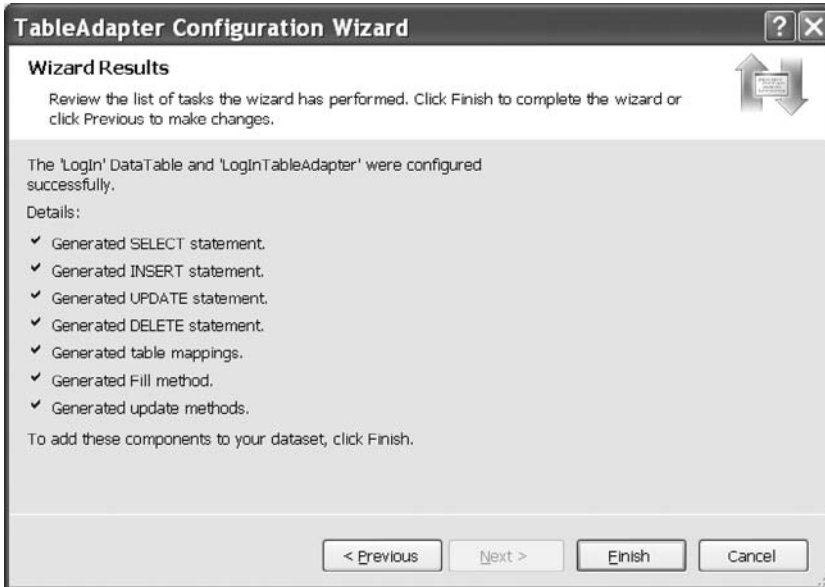 TableAdapter Configuration Wizard
Wizard Results
Review the list of tasks the wizard has performed. Click Finish to complete the wizard or
click Previous to make changes.
The 'LogIn' DataTable and 'LogInTableAdapter' were configured
successfully.
Details:
Generated SELECT statement.
Generated INSERT statement.
Generated UPDATE statement.
Generated DELETE statement.
Generated table mappings.
Generated Fill method.
Generated update methods.
To add these components to your dataset, click Finish.
< Previous Next > Finish Cancel